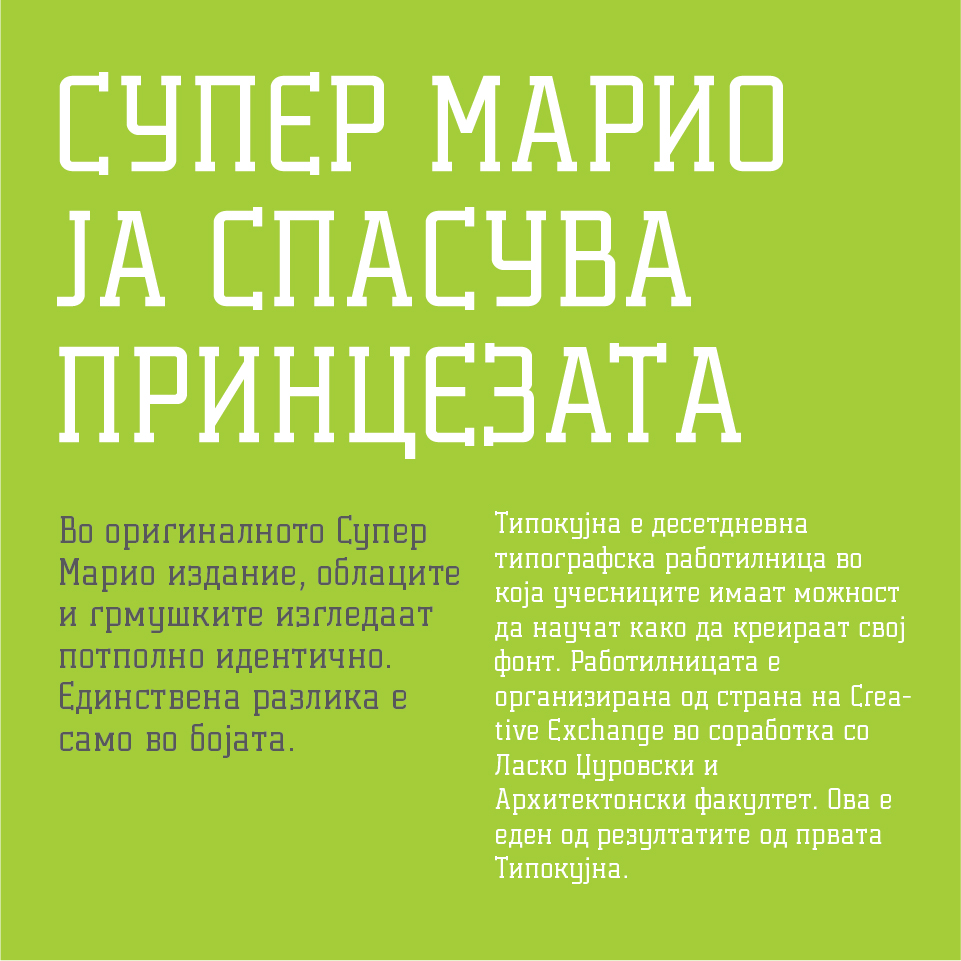 СУПЕР МАРИО
ЈА СПАСУВА
ПРИНЦЕЗАТА
Во оригиналното Супер
Марио издание, облаците
и грмушките изгледаат
потполно идентично.
Единствена разлика е
само во бојата.
Типокујна е десетдневна
типографска работилница во
која учесниците имаат можност
да научат како да креираат свој
фонт. Работилницата е
организирана од страна на Crea-
tive Exchange во соработка со
Ласко Џуровски и
Архитектонски факултет. Ова е
еден од резултатите од првата
Типокујна.